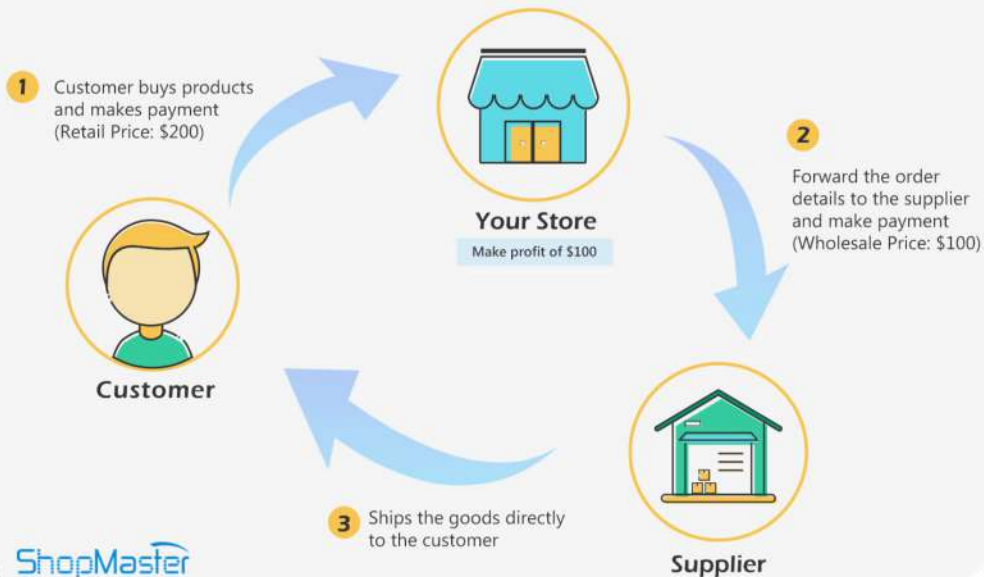 1
Customer buys products
and makes payment
(Retail Price: $200)
Your Store
Make profit of $100
2
Forward the order
details to the supplier
and make payment
(Wholesale Price: $100)
Customer
3
Ships the goods directly
to the customer
Supplier
ShopMaster